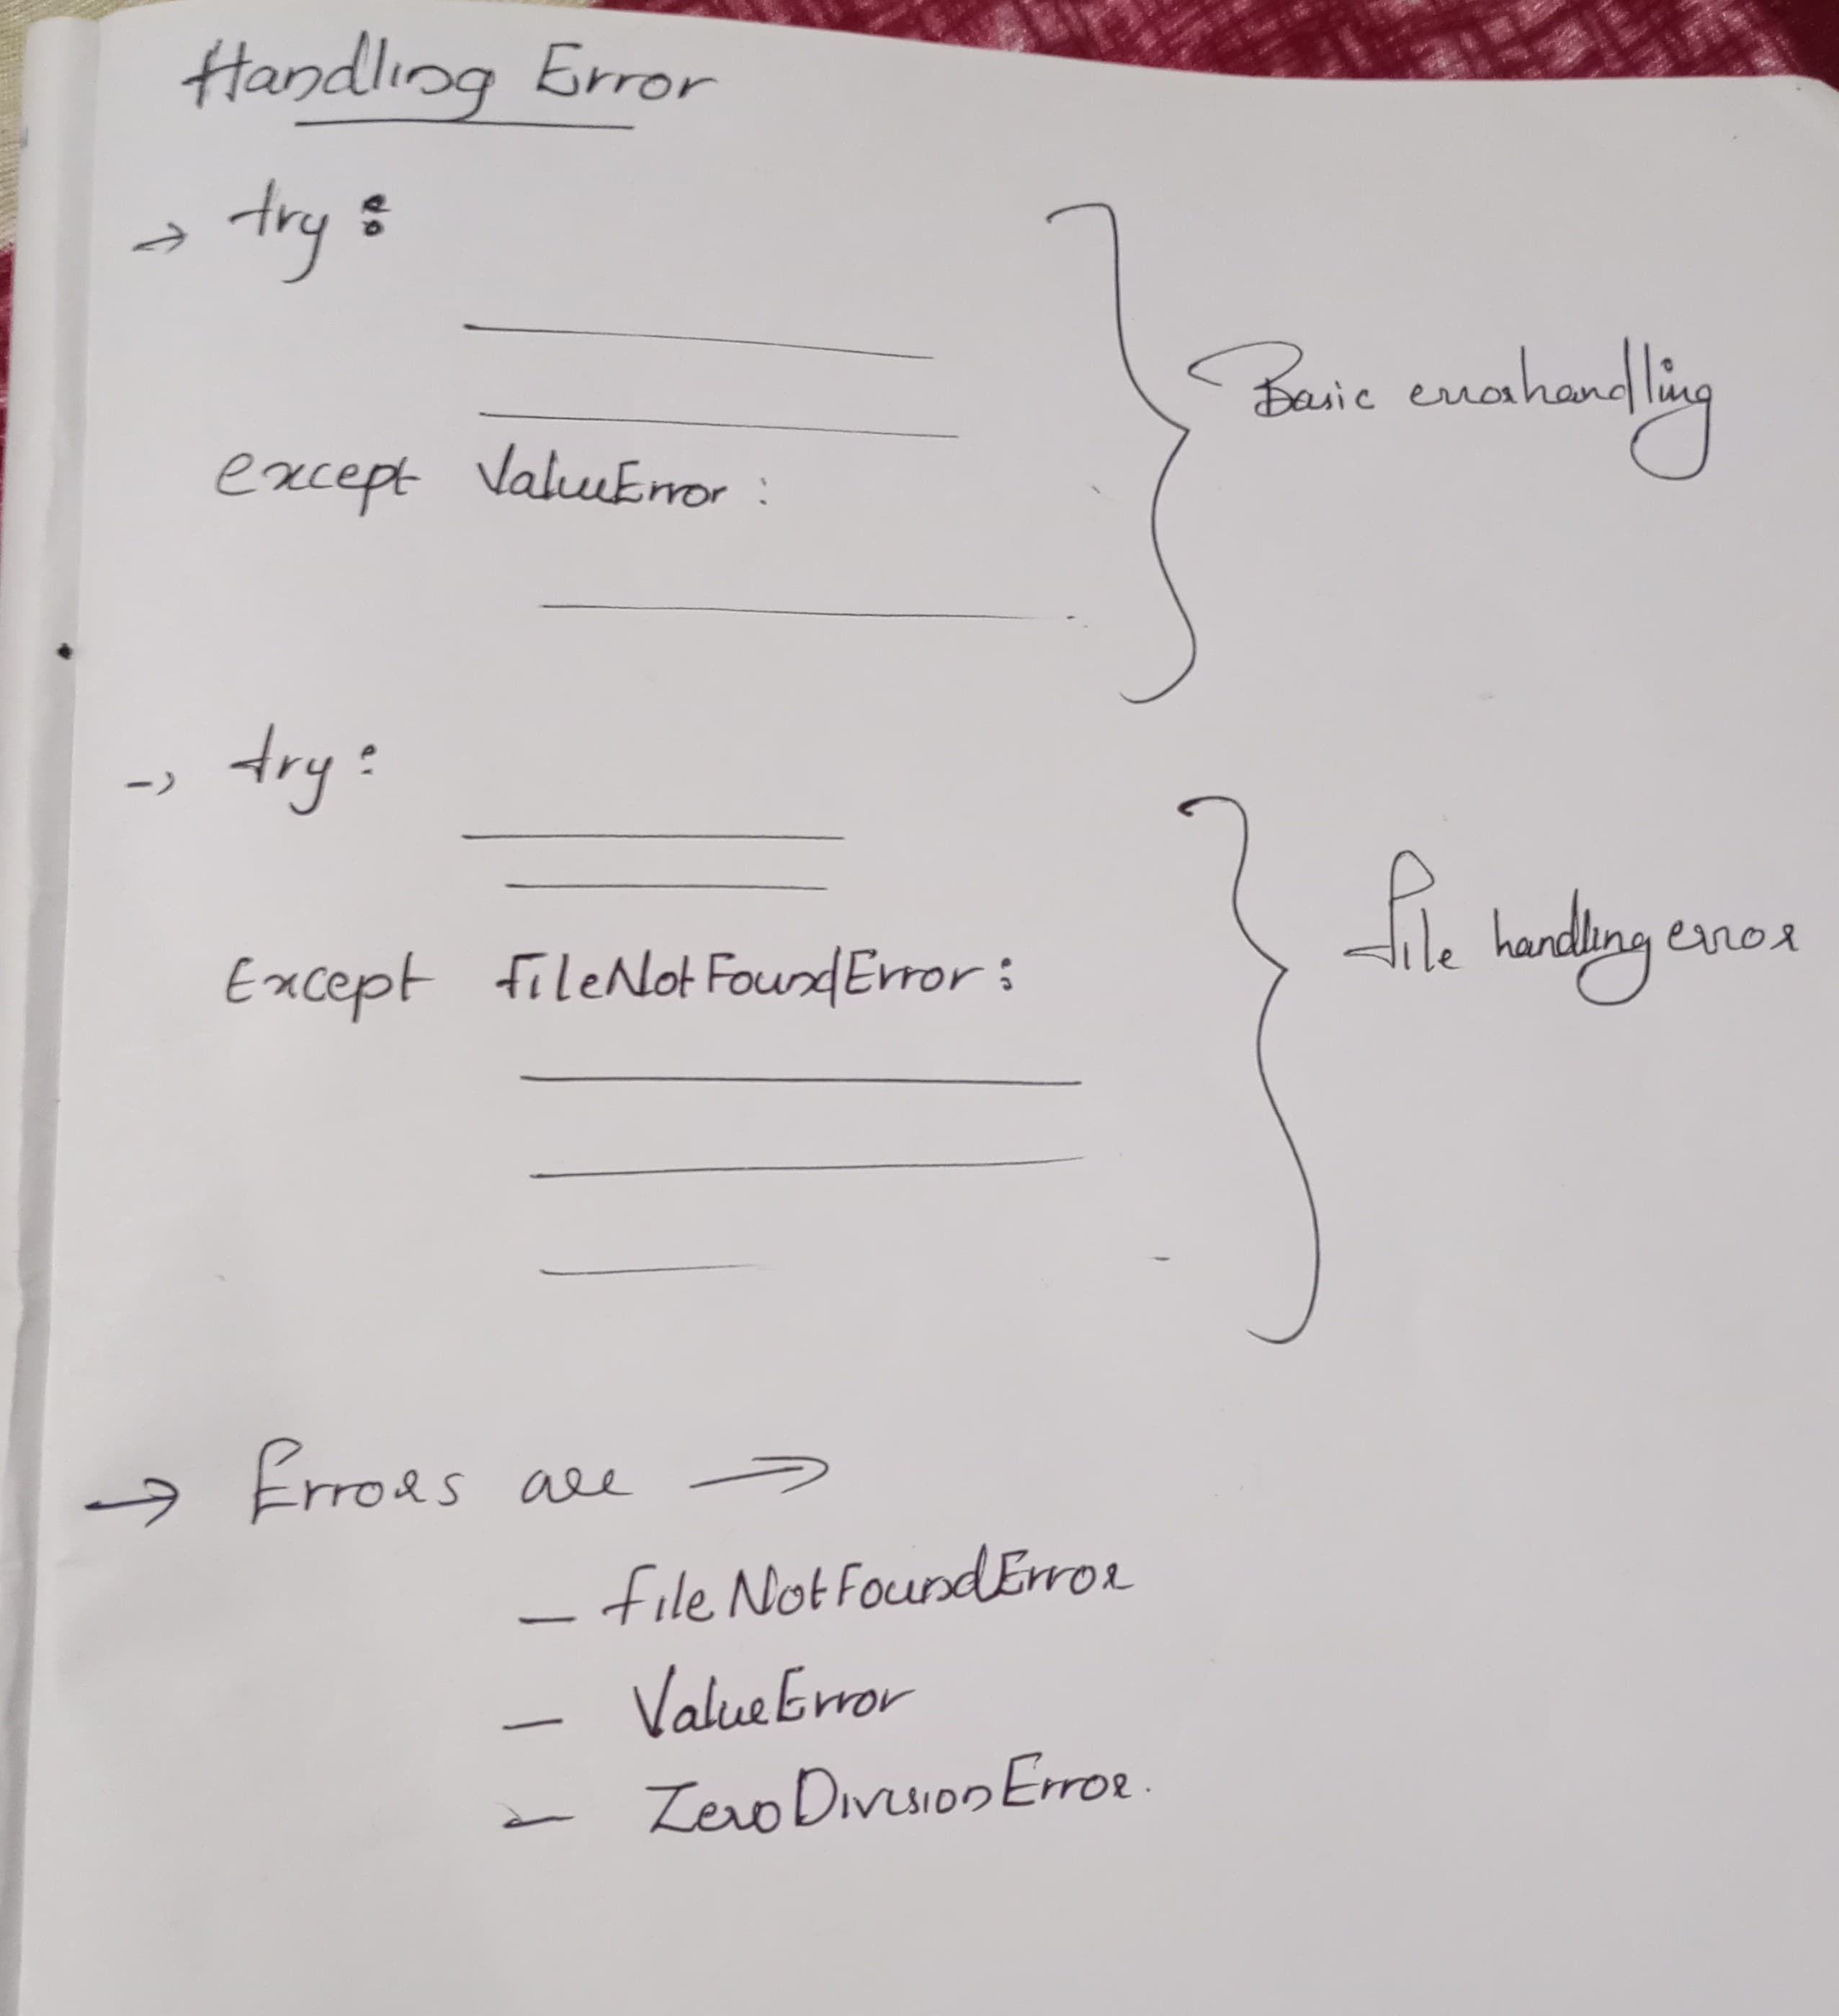 Handling Error
→ try:
Basic errorhandling
except ValueError:
→ try:
file handling error
Except fileNotFoundError:
→ Errors are →
- fileNotFoundError
- ValueError
- ZeroDivisionError.